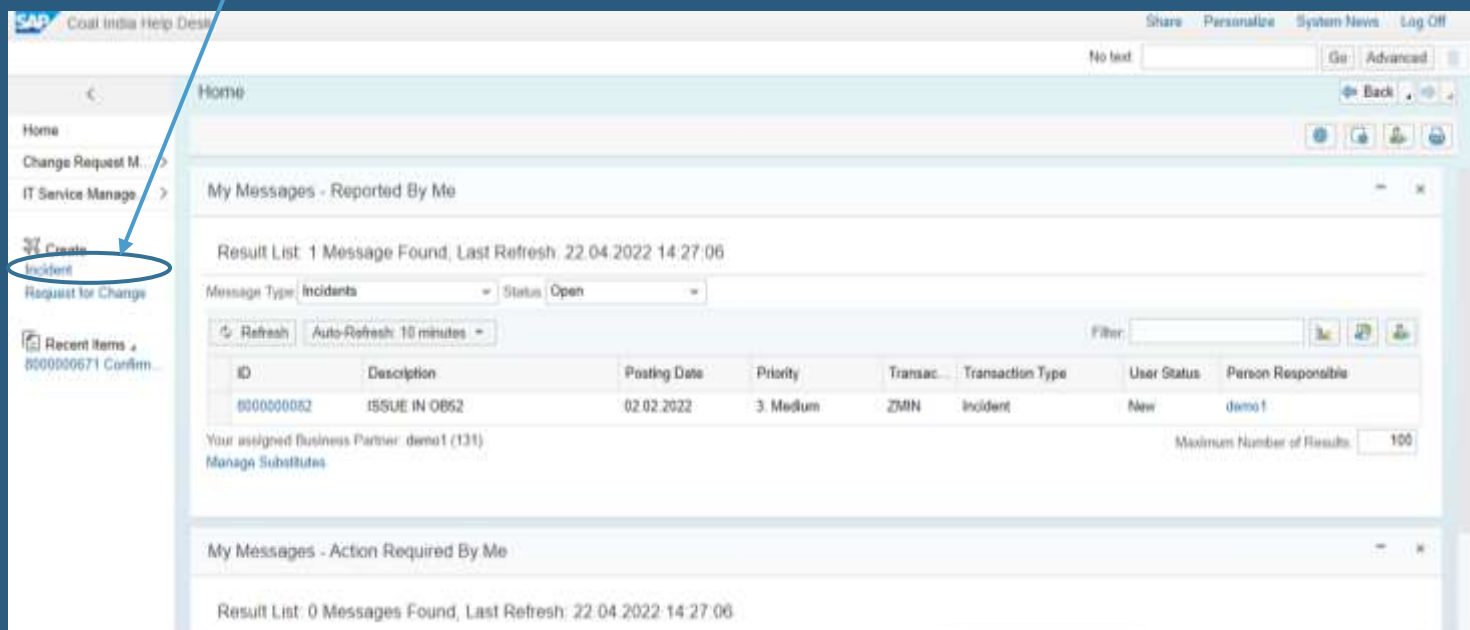 SAP Coal India Help Desk
Share Personalize System News Log Off
No text Go Advanced
Home Back
Home
Change Request M..
IT Service Manage
My Messages - Reported By Me
Create
Incident
Request for Change
Result List: 1 Message Found, Last Refresh: 22.04.2022 14:27:06
Message Type: Incidents Status: Open
Recent Items
8000000671 Confirm...
Refresh Auto-Refresh: 10 minutes Filter:
ID Description Posting Date Priority Transac... Transaction Type User Status Person Responsible
ISSUE IN OB52 02.02.2022 3: Medium ZMIN Incident New demo1
Your assigned Business Partner: demo1 (131) Maximum Number of Results: 100
Manage Substitutes
My Messages - Action Required By Me
Result List: 0 Messages Found, Last Refresh: 22.04.2022 14:27:06